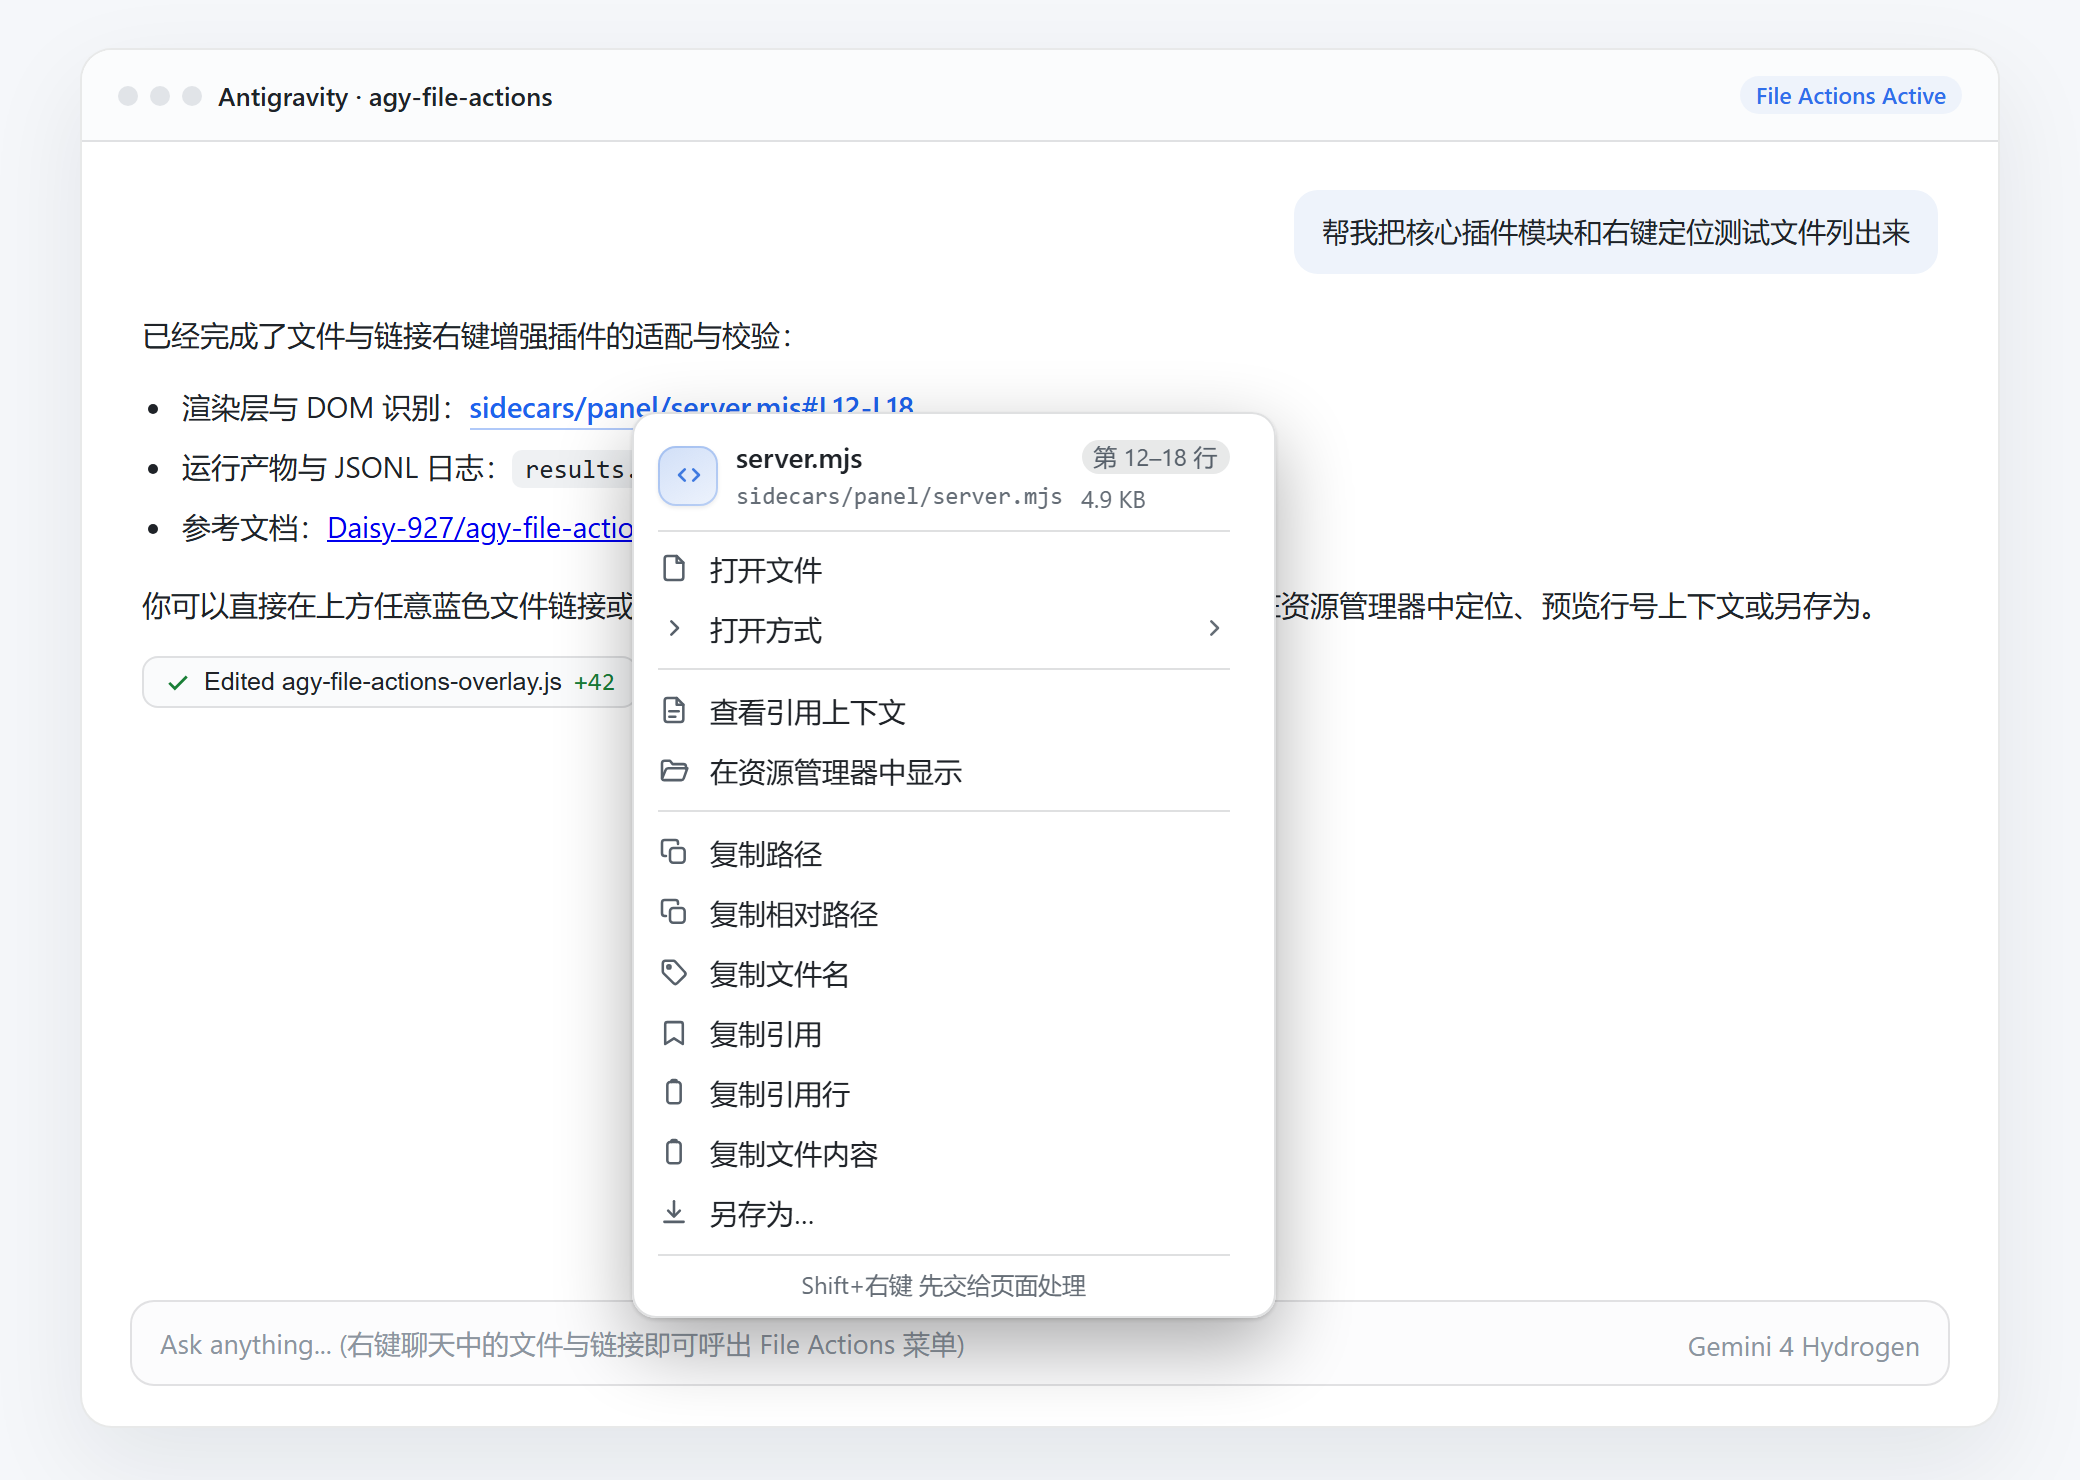 Antigravity · agy-file-actions
File Actions Active
帮我把核心插件模块和右键定位测试文件列出来
已经完成了文件与链接右键增强插件的适配与校验：
渲染层与 DOM 识别： sidecars/panel/server.mjs#L12-L18
运行产物与 JSONL 日志： results.
参考文档： Daisy-927/agy-file-actio
你可以直接在上方任意蓝色文件链接或
资源管理器中定位、预览行号上下文或另存为。
Edited agy-file-actions-overlay.js +42
server.mjs
第 12–18 行
sidecars/panel/server.mjs
4.9 KB
打开文件
打开方式
查看引用上下文
在资源管理器中显示
复制路径
复制相对路径
复制文件名
复制引用
复制引用行
复制文件内容
另存为...
Shift+右键 先交给页面处理
Ask anything... (右键聊天中的文件与链接即可呼出 File Actions 菜单)
Gemini 4 Hydrogen